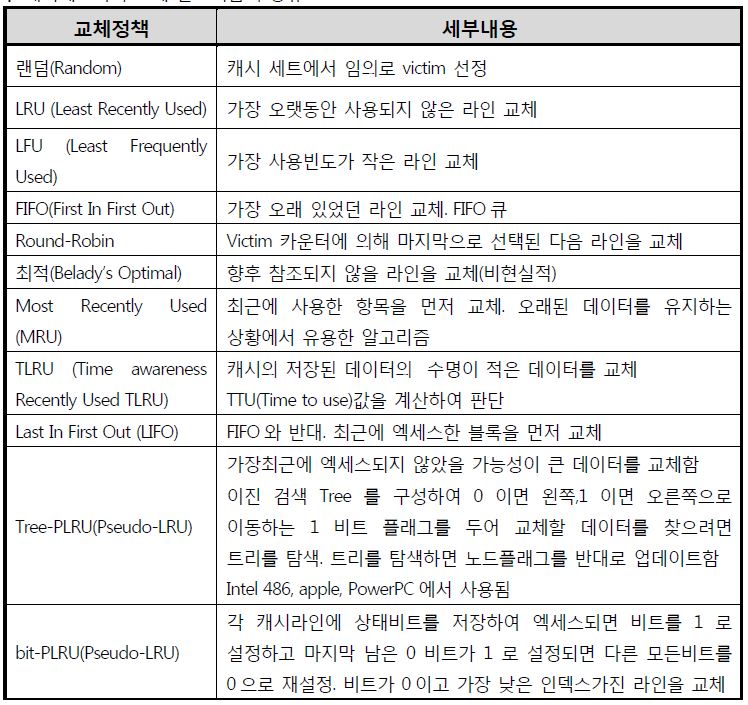 교체정책
세부내용
랜덤(Random)
캐시 세트에서 임의로 victim 선정
LRU (Least Recently Used)
가장 오랫동안 사용되지 않은 라인 교체
LFU (Least Frequently
Used)
가장 사용빈도가 작은 라인 교체
FIFO(First In First Out)
가장 오래 있었던 라인 교체. FIFO 큐
Round-Robin
Victim 카운터에 의해 마지막으로 선택된 다음 라인을 교체
최적(Belady's Optimal)
향후 참조되지 않을 라인을 교체(비현실적)
Most Recently Used
(MRU)
최근에 사용한 항목을 먼저 교체. 오래된 데이터를 유지하는
상황에서 유용한 알고리즘
TLRU (Time awareness
Recently Used TLRU)
캐시의 저장된 데이터의 수명이 적은 데이터를 교체
TTU(Time to use)값을 계산하여 판단
Last In First Out (LIFO)
FIFO 와 반대. 최근에 엑세스한 블록을 먼저 교체
Tree-PLRU(Pseudo-LRU)
가장최근에 엑세스되지 않았을 가능성이 큰 데이터를 교체함
이진 검색 Tree 를 구성하여 0 이면 왼쪽,1 이면 오른쪽으로
이동하는 1 비트 플래그를 두어 교체할 데이터를 찾으려면
트리를 탐색. 트리를 탐색하면 노드플래그를 반대로 업데이트함
Intel 486, apple, PowerPC 에서 사용됨
bit-PLRU(Pseudo-LRU)
각 캐시라인에 상태비트를 저장하여 엑세스되면 비트를 1 로
설정하고 마지막 남은 0 비트가 1 로 설정되면 다른 모든비트를
0 으로 재설정. 비트가 0 이고 가장 낮은 인덱스가진 라인을 교체